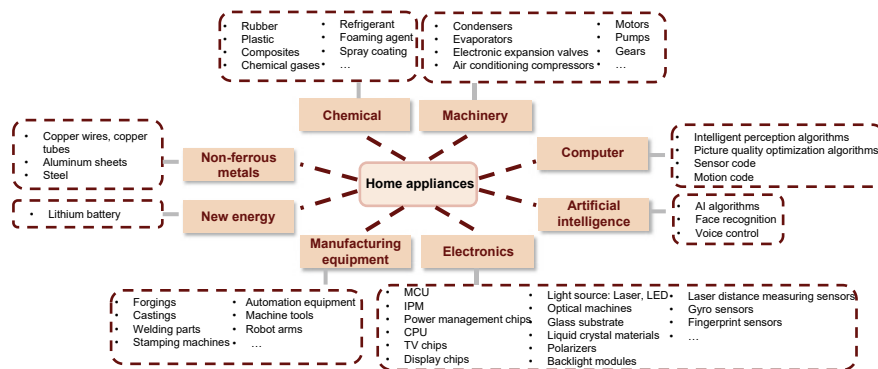 • Rubber
• Plastic
• Composites
• Chemical gases
• Refrigerant
• Foaming agent
• Spray coating
• …
• Condensers
• Evaporators
• Electronic expansion valves
• Air conditioning compressors
• Motors
• Pumps
• Gears
• …
Chemical
Machinery
• Copper wires, copper
tubes
• Aluminum sheets
• Steel
Non-ferrous
metals
Computer
• Intelligent perception algorithms
• Picture quality optimization algorithms
• Sensor code
• Motion code
Home appliances
• Lithium battery
New energy
Artificial
intelligence
• AI algorithms
• Face recognition
• Voice control
Manufacturing
equipment
Electronics
• Forgings
• Castings
• Welding parts
• Stamping machines
• Automation equipment
• Machine tools
• Robot arms
• …
• MCU
• IPM
• Power management chips
• CPU
• TV chips
• Display chips
• Light source: Laser, LED
• Optical machines
• Glass substrate
• Liquid crystal materials
• Polarizers
• Backlight modules
• Laser distance measuring sensors
• Gyro sensors
• Fingerprint sensors
• …